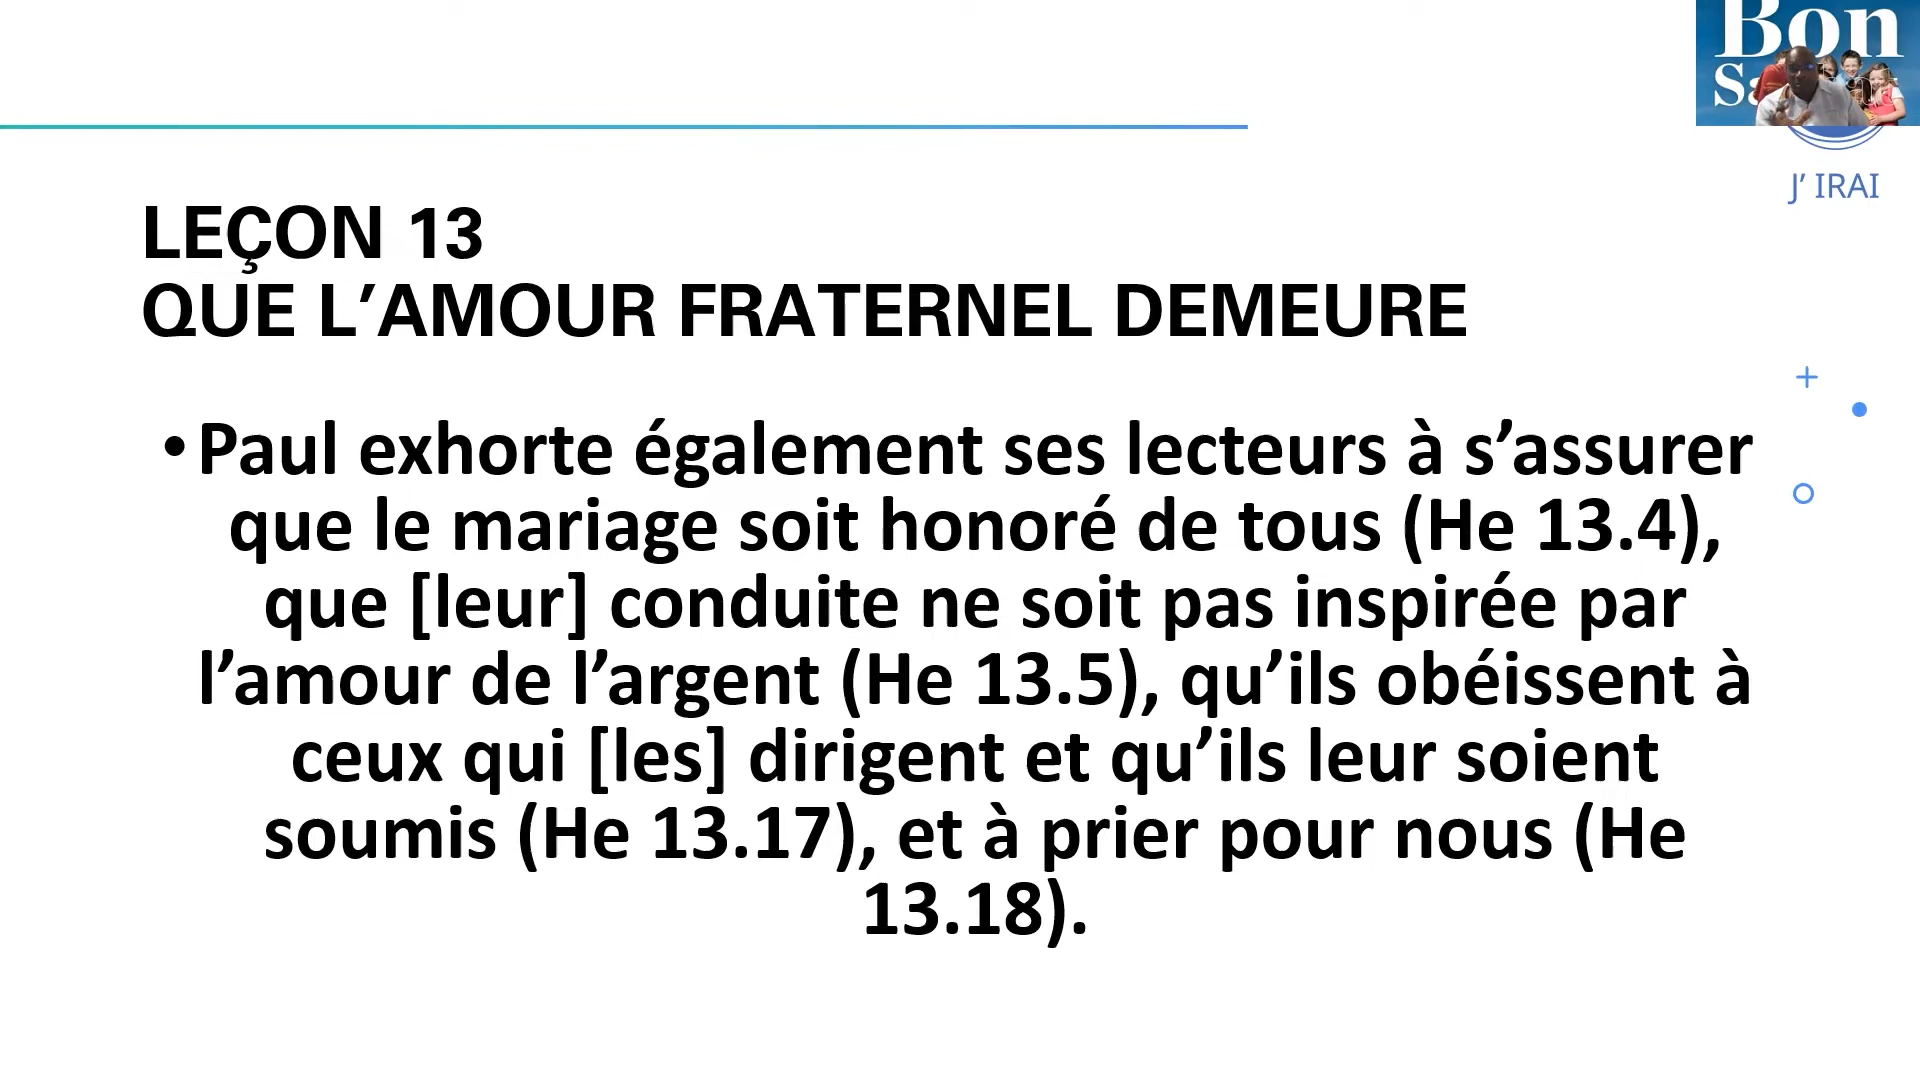 Bon
J' IRAI
LEÇON 13
QUE L’AMOUR FRATERNEL DEMEURE
•Paul exhorte également ses lecteurs à s’assurer
que le mariage soit honoré de tous (He 13.4),
que [leur] conduite ne soit pas inspirée par
l’amour de l’argent (He 13.5), qu’ils obéissent à
ceux qui [les] dirigent et qu’ils leur soient
soumis (He 13.17), et à prier pour nous (He
13.18).